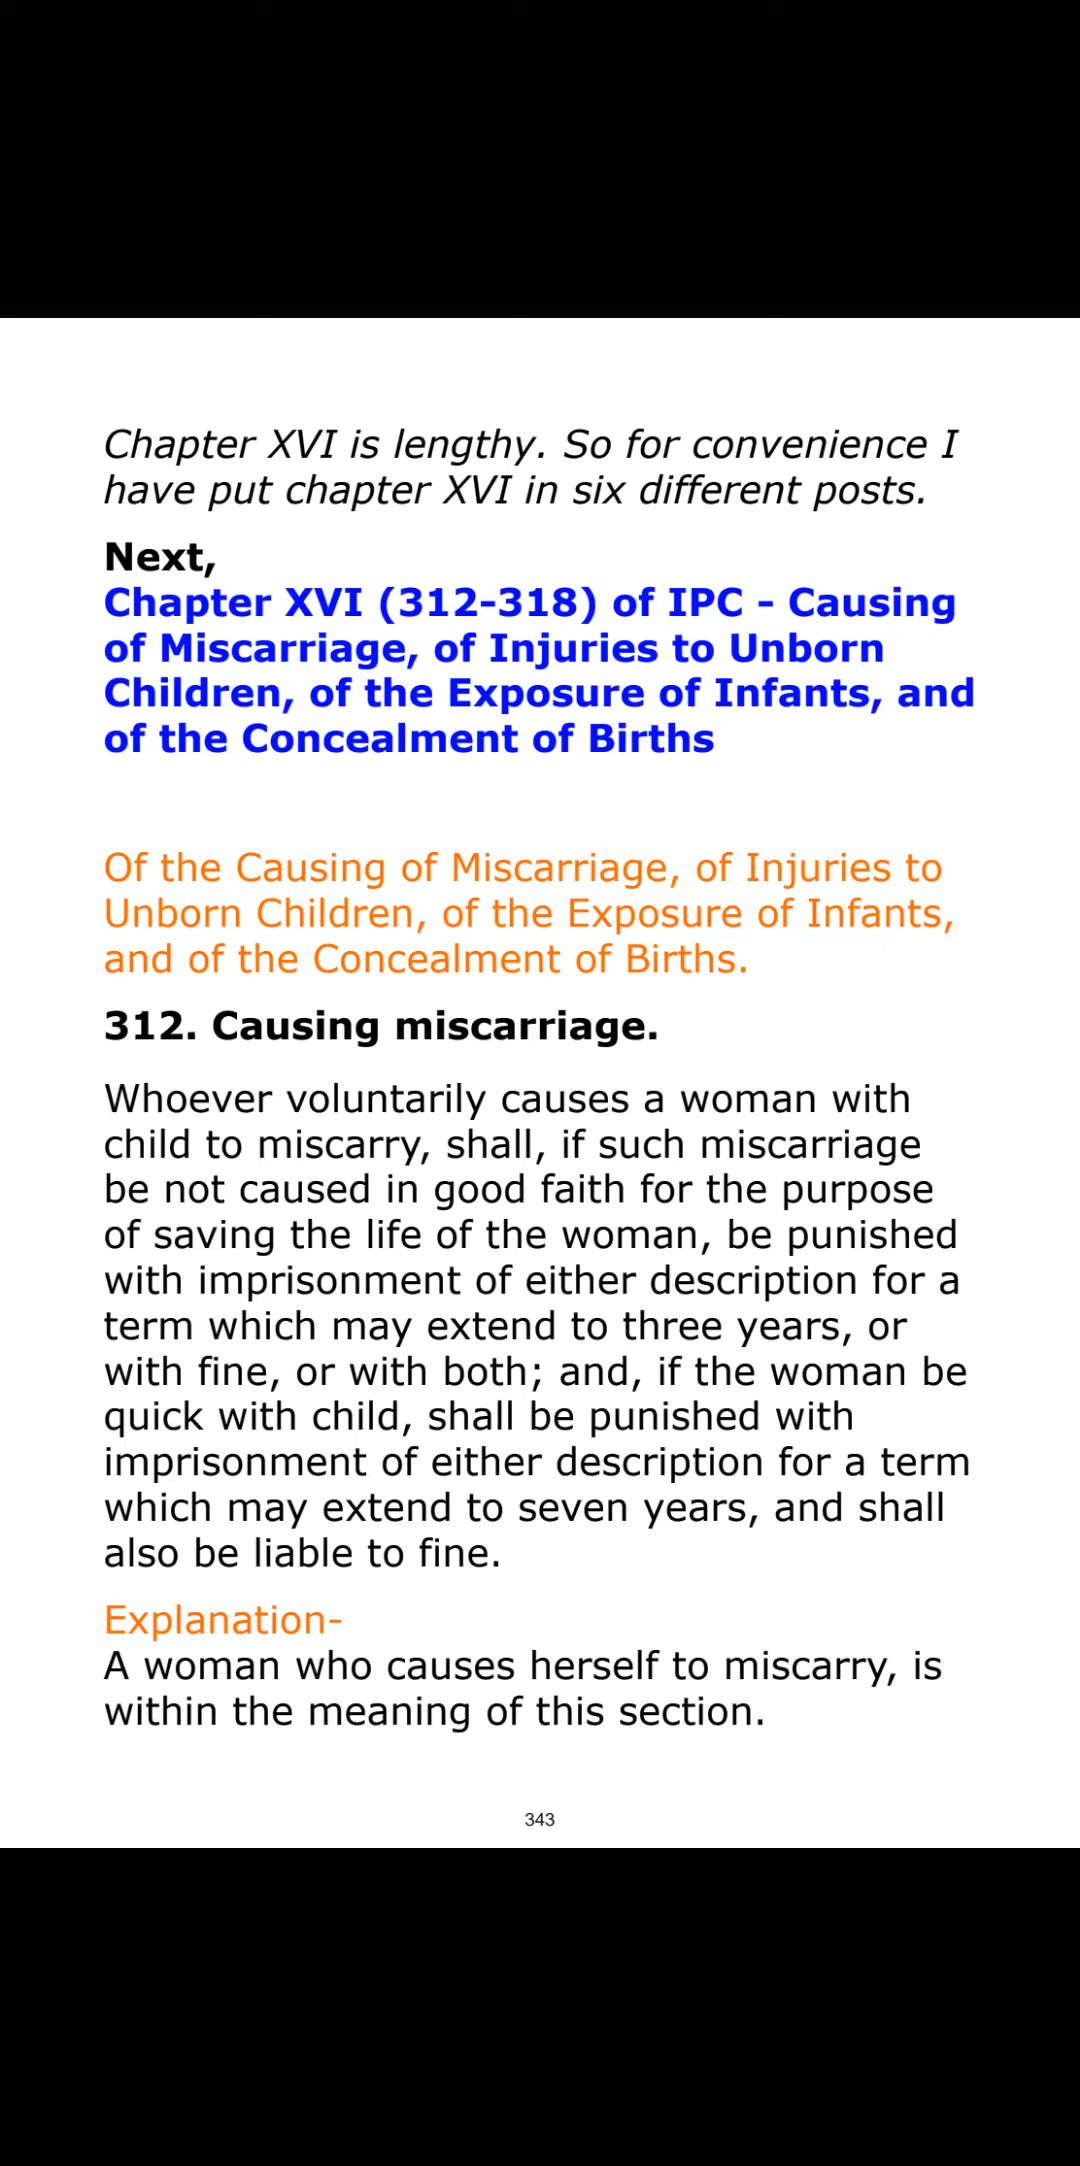 Chapter XVI is lengthy. So for convenience I
have put chapter XVI in six different posts.
Next,
Chapter XVI (312-318) of IPC - Causing
of Miscarriage, of Injuries to Unborn
Children, of the Exposure of Infants, and
of the Concealment of Births
Of the Causing of Miscarriage, of Injuries to
Unborn Children, of the Exposure of Infants,
and of the Concealment of Births.
312. Causing miscarriage.
Whoever voluntarily causes a woman with
child to miscarry, shall, if such miscarriage
be not caused in good faith for the purpose
of saving the life of the woman, be punished
with imprisonment of either description for a
term which may extend to three years, or
with fine, or with both; and, if the woman be
quick with child, shall be punished with
imprisonment of either description for a term
which may extend to seven years, and shall
also be liable to fine.
Explanation-
A woman who causes herself to miscarry, is
within the meaning of this section.
343